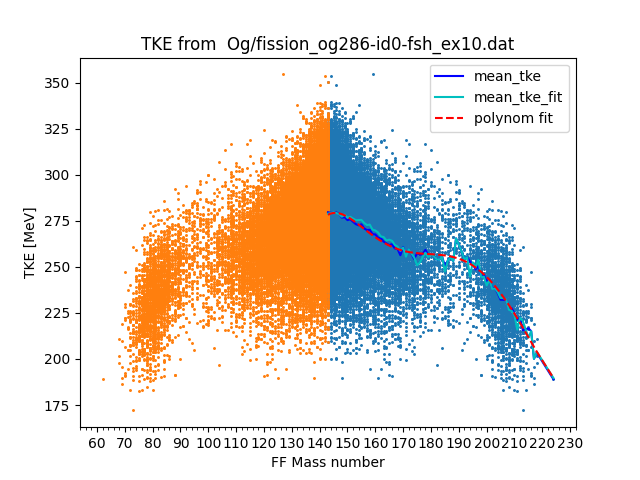 TKE from  Og/fission_og286-id0-fsh_ex10.dat
mean_tke
mean_tke_fit
polynom fit
TKE [MeV]
350
325
300
275
250
225
200
175
60 70 80 90 100 110 120 130 140 150 160 170 180 190 200 210 220 230
FF Mass number